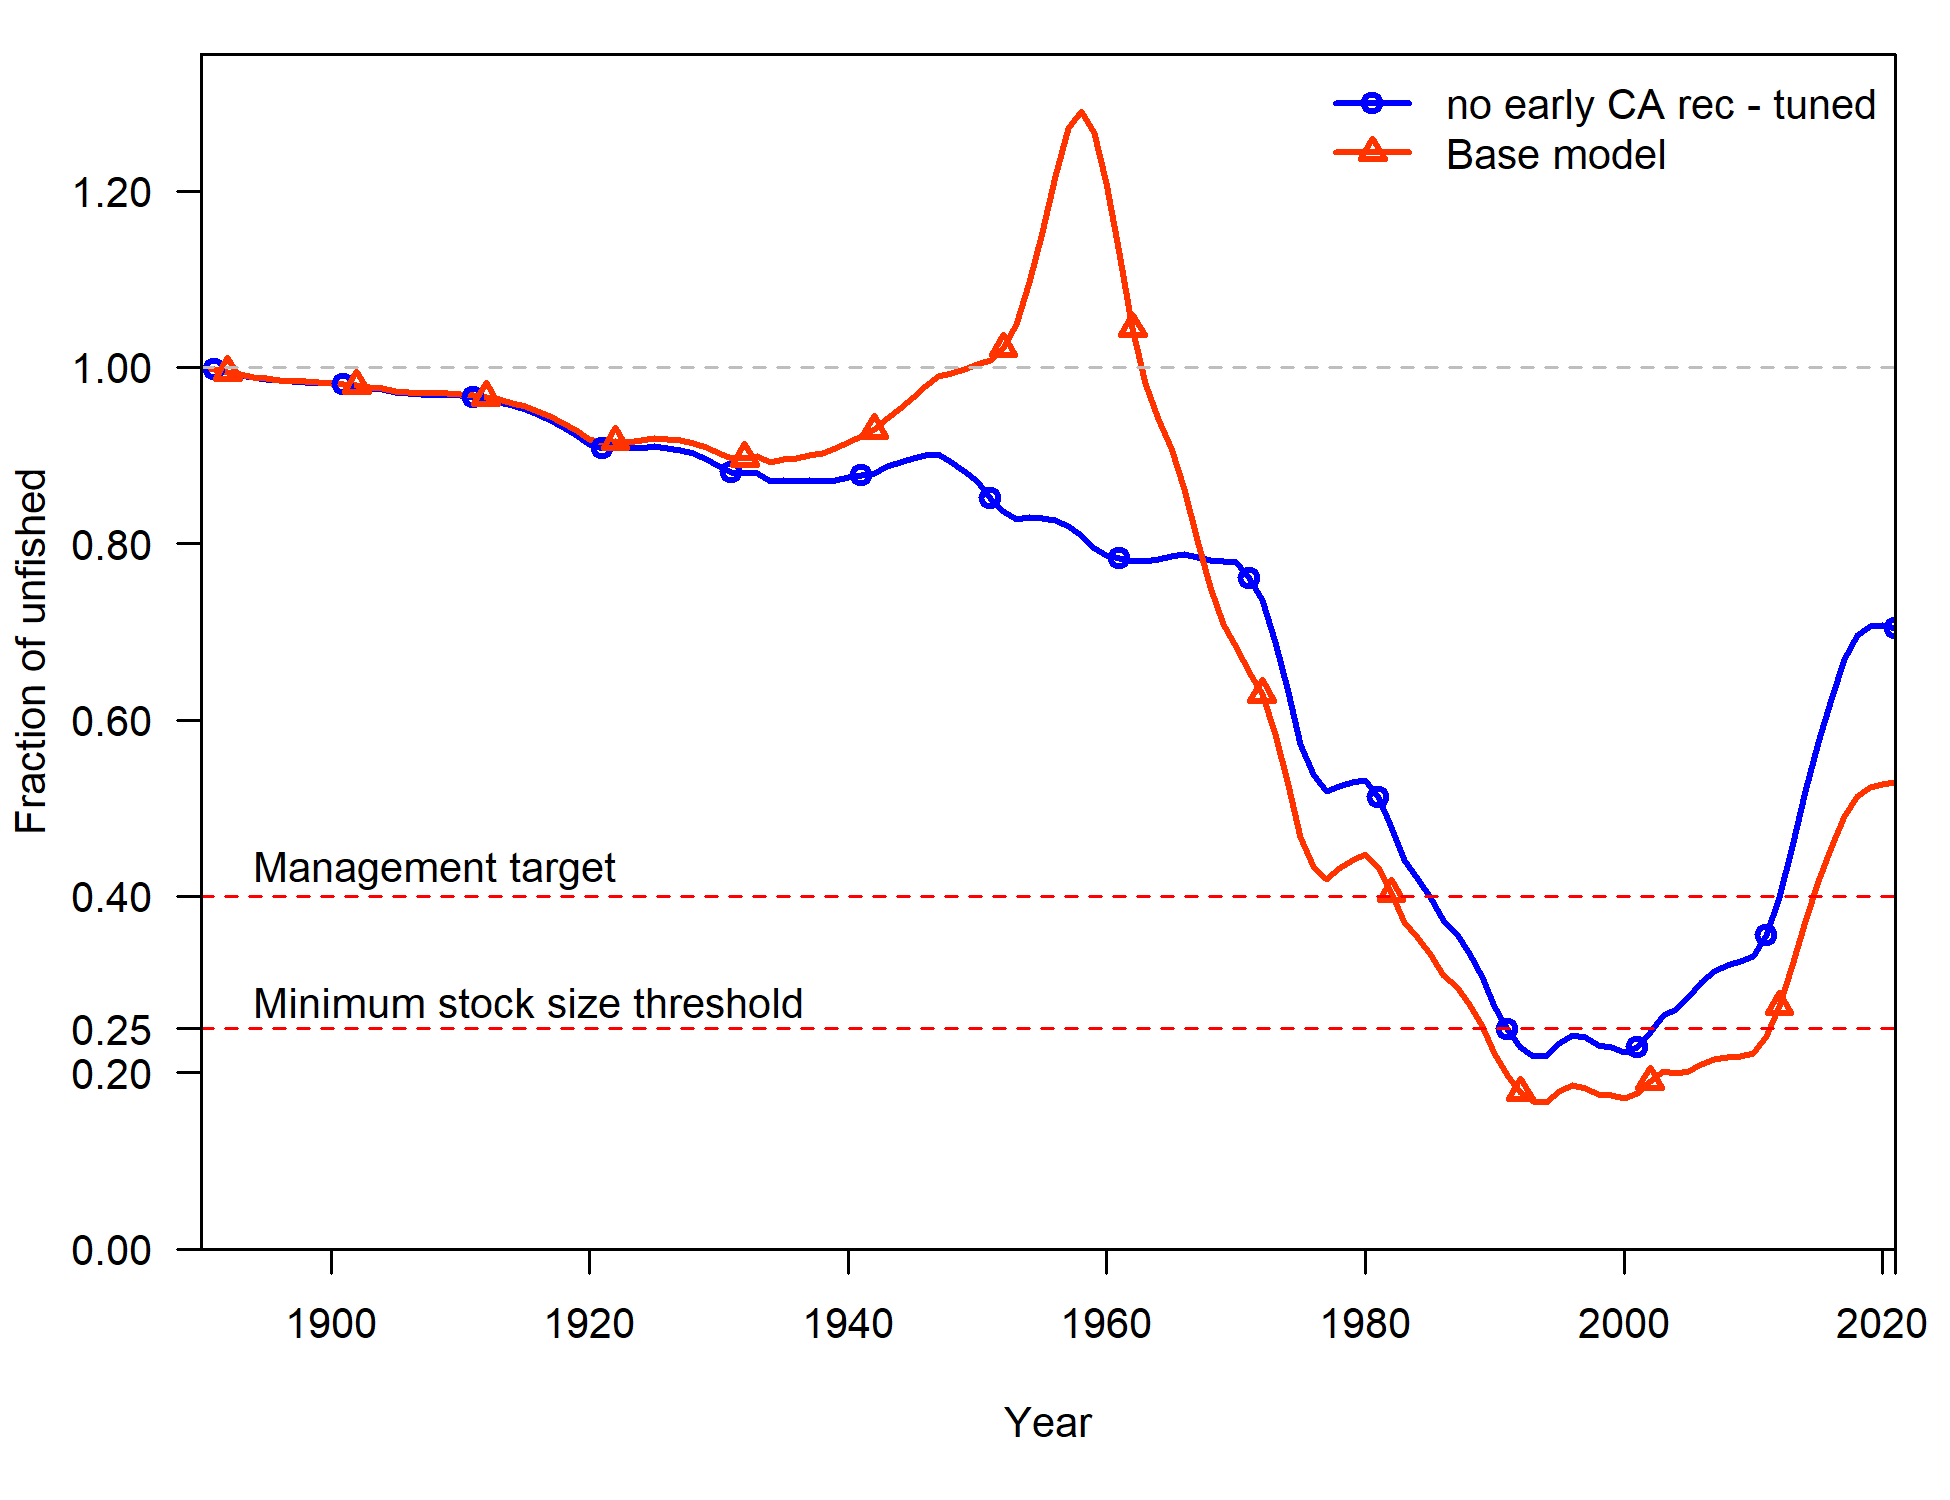 no early CA rec - tuned
Base model
1.20
1.00
0.80
0.60
0.40
0.25
0.20
0.00
Fraction of unfished
Management target
Minimum stock size threshold
1900 1920 1940 1960 1980 2000 2020
Year